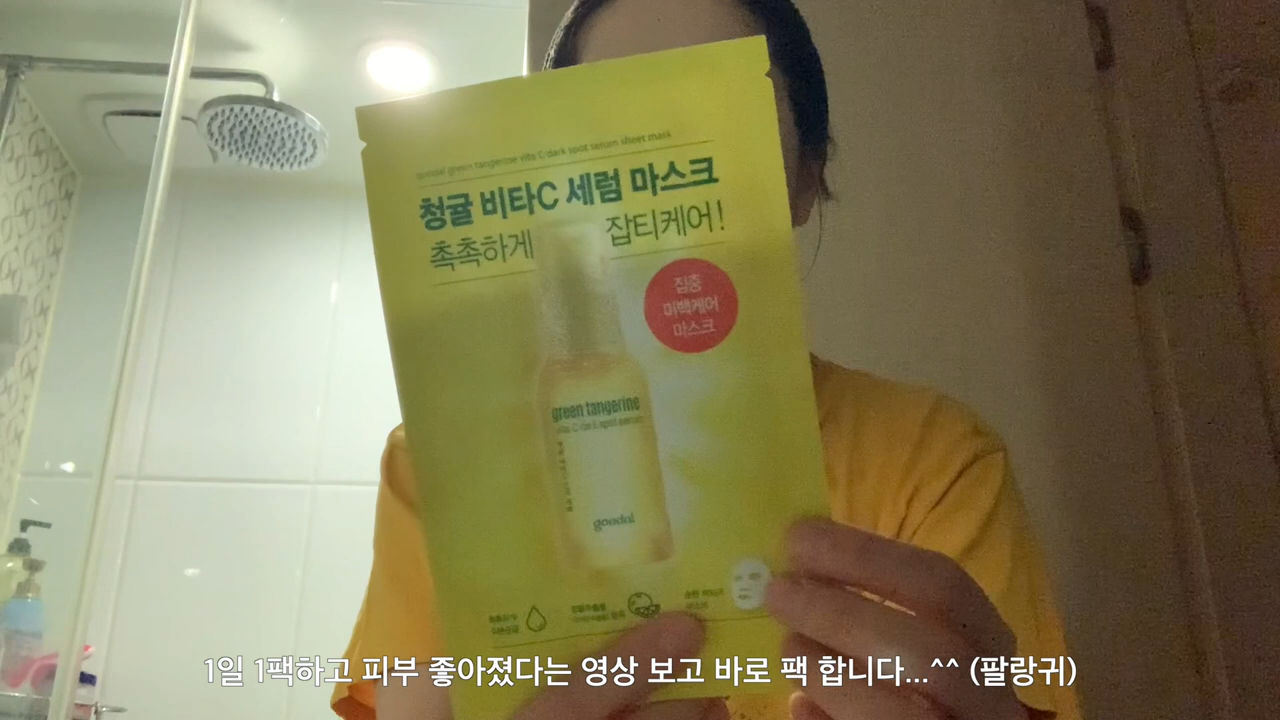 goodal green tangerine vita C dark spot serum sheet mask
청귤 비타C 세럼 마스크
촉촉하게 잡티케어!
집중
미백케어
마스크
green tangerine
vita C dark spot serum
goodal
1일 1팩하고 피부 좋아졌다는 영상 보고 바로 팩 합니다...^^ (팔랑귀)